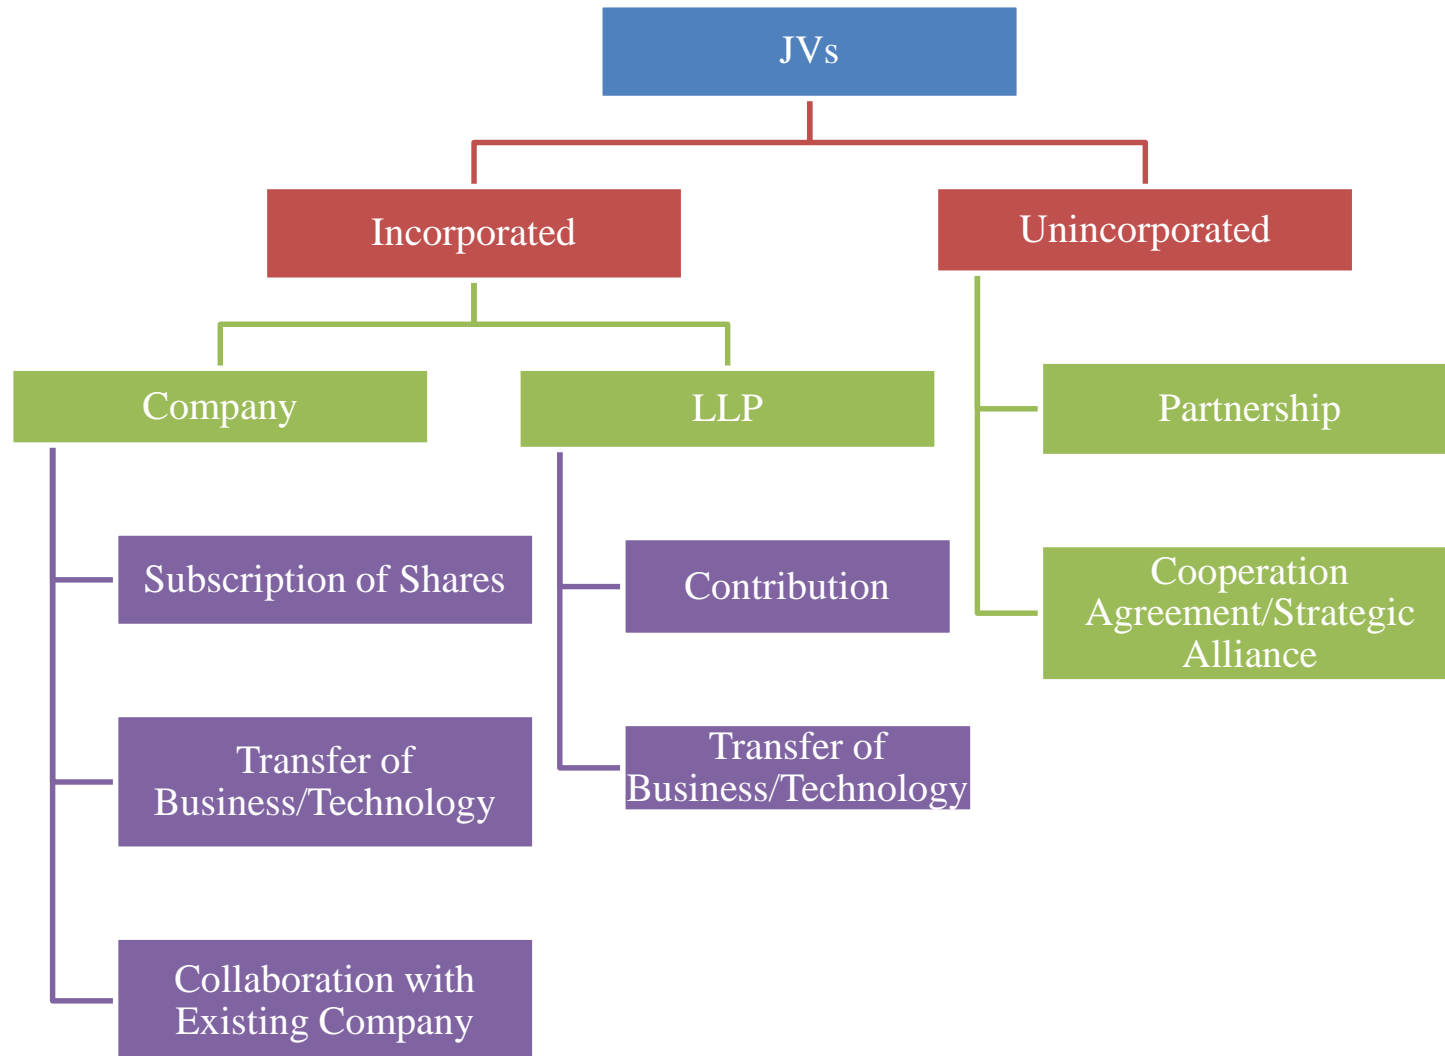 JVs
Incorporated
Unincorporated
Company
LLP
Partnership
Subscription of Shares
Contribution
Cooperation
Agreement/Strategic
Alliance
Transfer of
Business/Technology
Transfer of
Business/Technology
Collaboration with
Existing Company